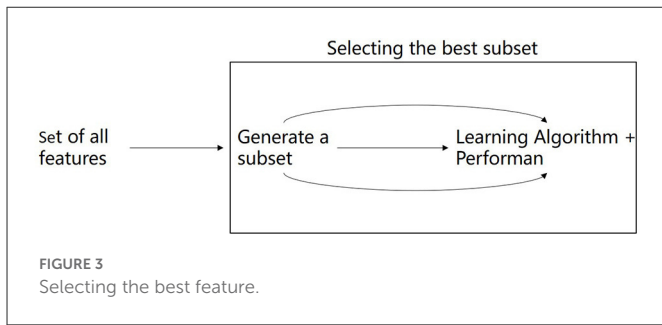 Selecting the best subset
Set of all
features
Generate a
subset
Learning Algorithm +
Performan
FIGURE 3
Selecting the best feature.